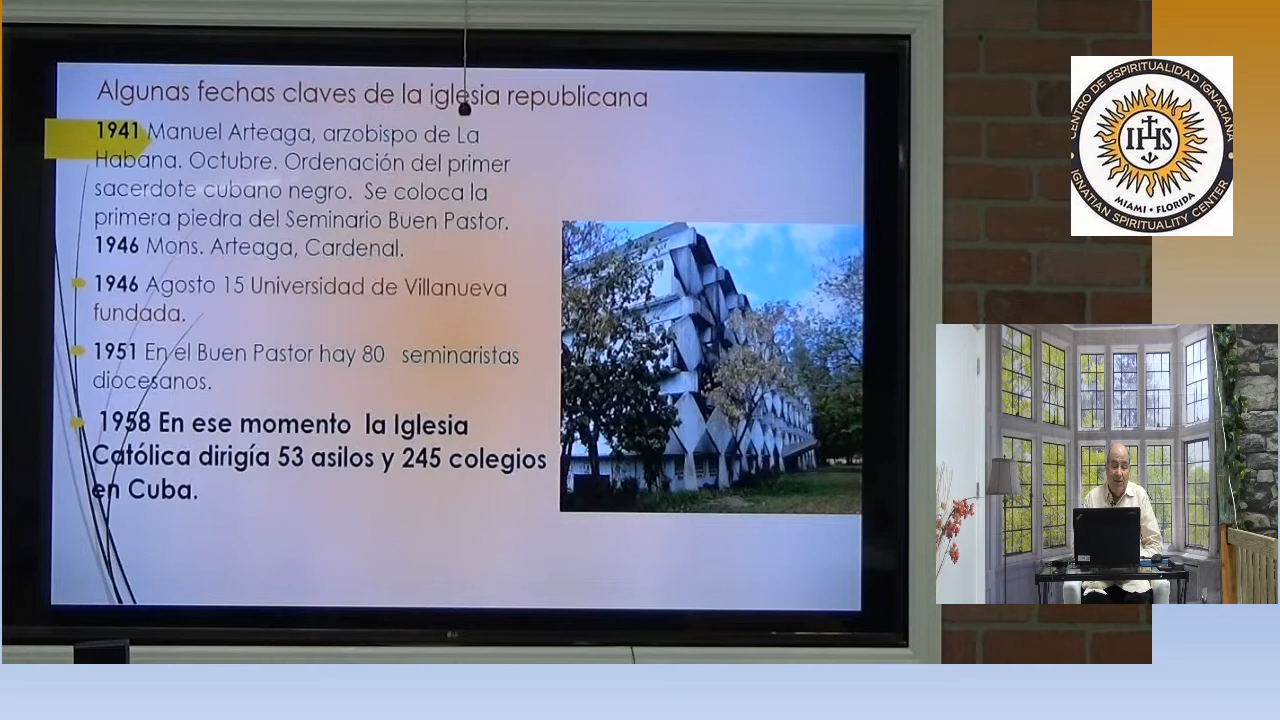 Algunas fechas claves de la iglesia republicana
1941 Manuel Arteaga, arzobispo de La
Habana. Octubre. Ordenación del primer
sacerdote cubano negro. Se coloca la
primera piedra del Seminario Buen Pastor.
1946 Mons. Arteaga, Cardenal.
1946 Agosto 15 Universidad de Villanueva
fundada.
1951 En el Buen Pastor hay 80 seminaristas
diocesanos.
1958 En ese momento la Iglesia
Católica dirigía 53 asilos y 245 colegios
en Cuba.
LG
CENTRO DE ESPIRITUALIDAD IGNACIANA
IHS
MIAMI • FLORIDA
IGNATIAN SPIRITUALITY CENTER